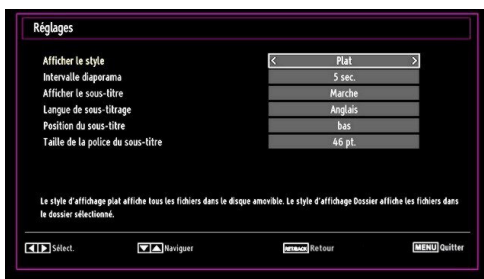 Réglages
Afficher le style < Plat >
Intervalle diaporama 5 sec.
Afficher le sous-titre Marche
Langue de sous-titrage Anglais
Position du sous-titre bas
Taille de la police du sous-titre 46 pt.
Le style d'affichage plat affiche tous les fichiers dans le disque amovible. Le style d'affichage Dossier affiche les fichiers dans
le dossier sélectionné.
Sélect. Naviguer RET/BACK Retour MENU Quitter